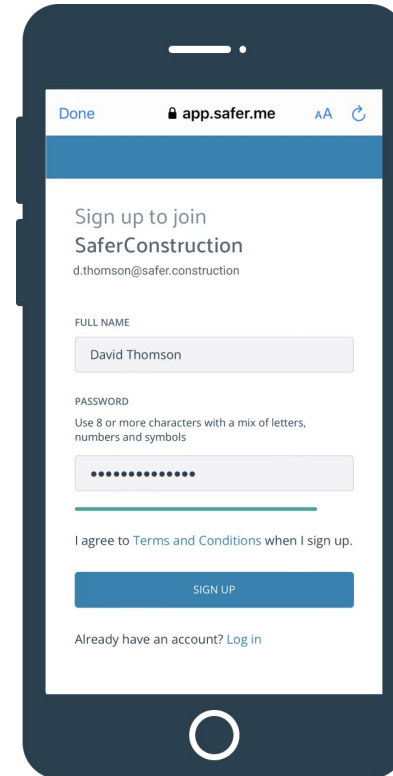 Done app.safer.me AA
Sign up to join
SaferConstruction
d.thomson@safer.construction
FULL NAME
David Thomson
PASSWORD
Use 8 or more characters with a mix of letters,
numbers and symbols
••••••••••••••
I agree to Terms and Conditions when I sign up.
SIGN UP
Already have an account? Log in